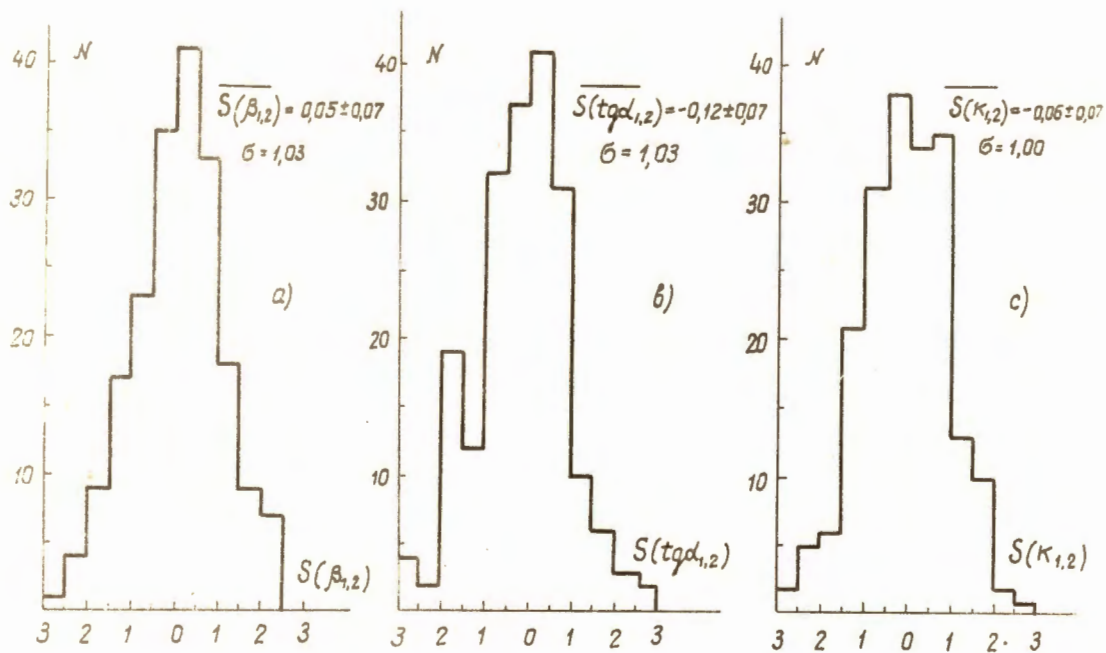 N
40
30
20
10
S(β1,2) = 0,05±0,07
б = 1,03
а)
S(β1,2)
3 2 1 0 1 2 3
N
40
30
20
10
S(tgα1,2) = -0,12±0,07
б = 1,03
в)
S(tgα1,2)
3 2 1 0 1 2 3
N
40
30
20
10
S(κ1,2) = -0,06±0,07
б = 1,00
с)
S(κ1,2)
3 2 1 0 1 2· 3